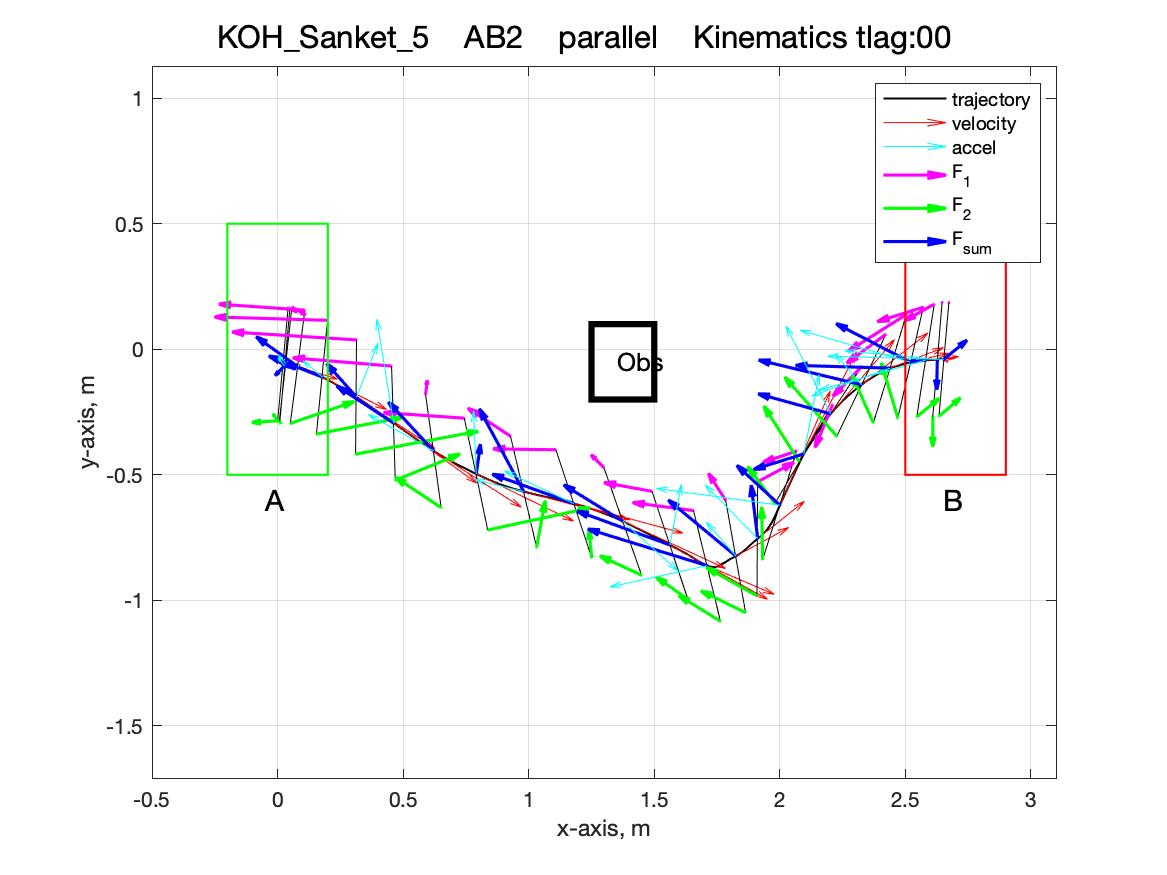 KOH_Sanket_5 AB2 parallel Kinematics tlag:00
trajectory
velocity
accel
F1
F2
Fsum
1
0.5
0
-0.5
-1
-1.5
y-axis, m
Obs
A
B
-0.5 0 0.5 1 1.5 2 2.5 3
x-axis, m